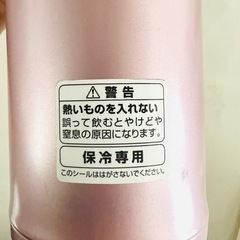 ⚠警告
熱いものを入れない
誤って飲むとやけどや
窒息の原因になります。
保冷専用
このシールははがさないでください。